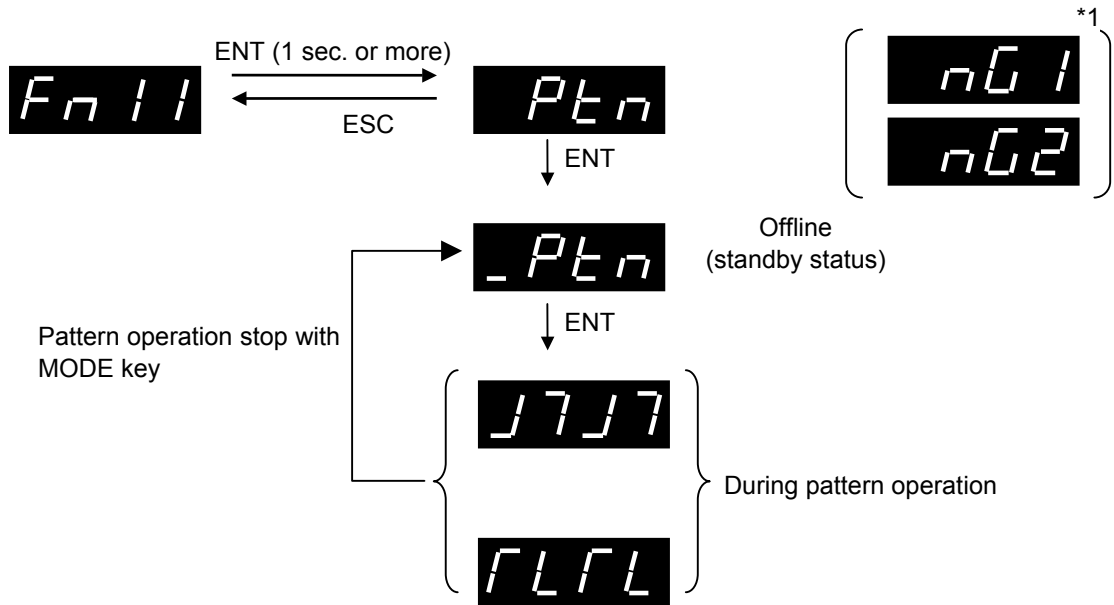 *1
ENT (1 sec. or more)
Fn11
Ptn
nG1
ESC
ENT
nG2
_Ptn
Offline
(standby status)
ENT
Pattern operation stop with
MODE key
During pattern operation